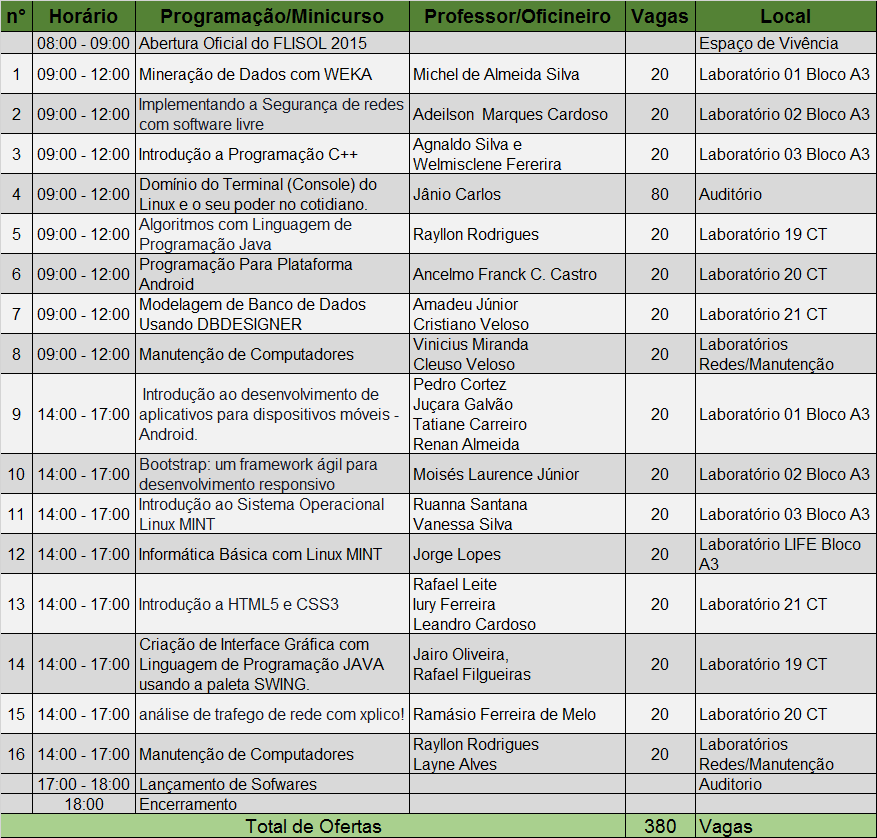 n° Horário Programação/Minicurso Professor/Oficineiro Vagas Local
08:00 - 09:00 Abertura Oficial do FLISOL 2015 Espaço de Vivência
1 09:00 - 12:00 Mineração de Dados com WEKA Michel de Almeida Silva 20 Laboratório 01 Bloco A3
2 09:00 - 12:00 Implementando a Segurança de redes
com software livre Adeilson Marques Cardoso 20 Laboratório 02 Bloco A3
3 09:00 - 12:00 Introdução a Programação C++ Agnaldo Silva e
Welmisclene Fererira 20 Laboratório 03 Bloco A3
4 09:00 - 12:00 Domínio do Terminal (Console) do
Linux e o seu poder no cotidiano. Jânio Carlos 80 Auditório
5 09:00 - 12:00 Algoritmos com Linguagem de
Programação Java Rayllon Rodrigues 20 Laboratório 19 CT
6 09:00 - 12:00 Programação Para Plataforma
Android Ancelmo Franck C. Castro 20 Laboratório 20 CT
7 09:00 - 12:00 Modelagem de Banco de Dados
Usando DBDESIGNER Amadeu Júnior
Cristiano Veloso 20 Laboratório 21 CT
8 09:00 - 12:00 Manutenção de Computadores Vinicius Miranda
Cleuso Veloso 20 Laboratórios
Redes/Manutenção
9 14:00 - 17:00 Introdução ao desenvolvimento de
aplicativos para dispositivos móveis -
Android. Pedro Cortez
Juçara Galvão
Tatiane Carreiro
Renan Almeida 20 Laboratório 01 Bloco A3
10 14:00 - 17:00 Bootstrap: um framework ágil para
desenvolvimento responsivo Moisés Laurence Júnior 20 Laboratório 02 Bloco A3
11 14:00 - 17:00 Introdução ao Sistema Operacional
Linux MINT Ruanna Santana
Vanessa Silva 20 Laboratório 03 Bloco A3
12 14:00 - 17:00 Informática Básica com Linux MINT Jorge Lopes 20 Laboratório LIFE Bloco
A3
13 14:00 - 17:00 Introdução a HTML5 e CSS3 Rafael Leite
Iury Ferreira
Leandro Cardoso 20 Laboratório 21 CT
14 14:00 - 17:00 Criação de Interface Gráfica com
Linguagem de Programação JAVA
usando a paleta SWING. Jairo Oliveira,
Rafael Filgueiras 20 Laboratório 19 CT
15 14:00 - 17:00 análise de trafego de rede com xplico! Ramásio Ferreira de Melo 20 Laboratório 20 CT
16 14:00 - 17:00 Manutenção de Computadores Rayllon Rodrigues
Layne Alves 20 Laboratórios
Redes/Manutenção
17:00 - 18:00 Lançamento de Sofwares Auditorio
18:00 Encerramento
Total de Ofertas 380 Vagas